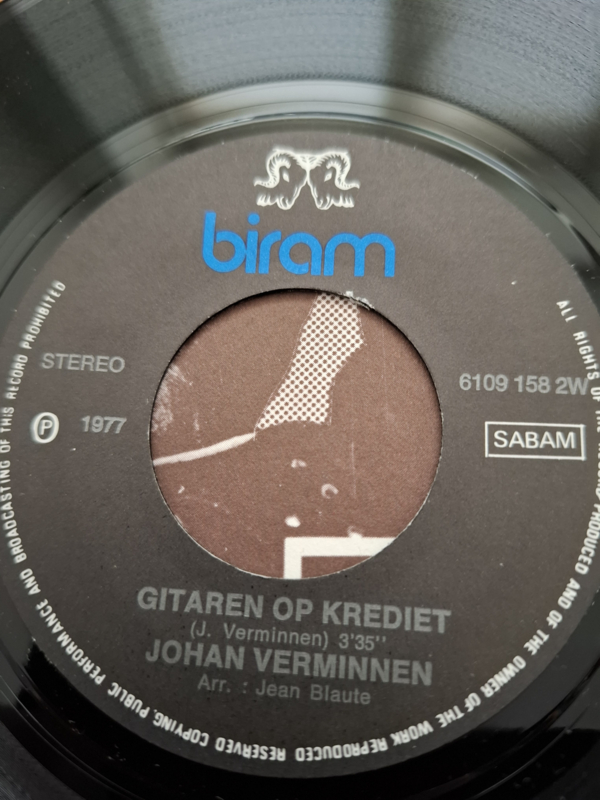 biram
STEREO
6109 158 2W
℗ 1977
SABAM
GITAREN OP KREDIET
(J. Verminnen) 3'35''
JOHAN VERMINNEN
Arr. : Jean Blaute
ALL RIGHTS OF THE RECORD PRODUCED AND OF THE OWNER OF THE WORK REPRODUCED RESERVED COPYING, PUBLIC PERFORMANCE AND BROADCASTING OF THIS RECORD PROHIBITED